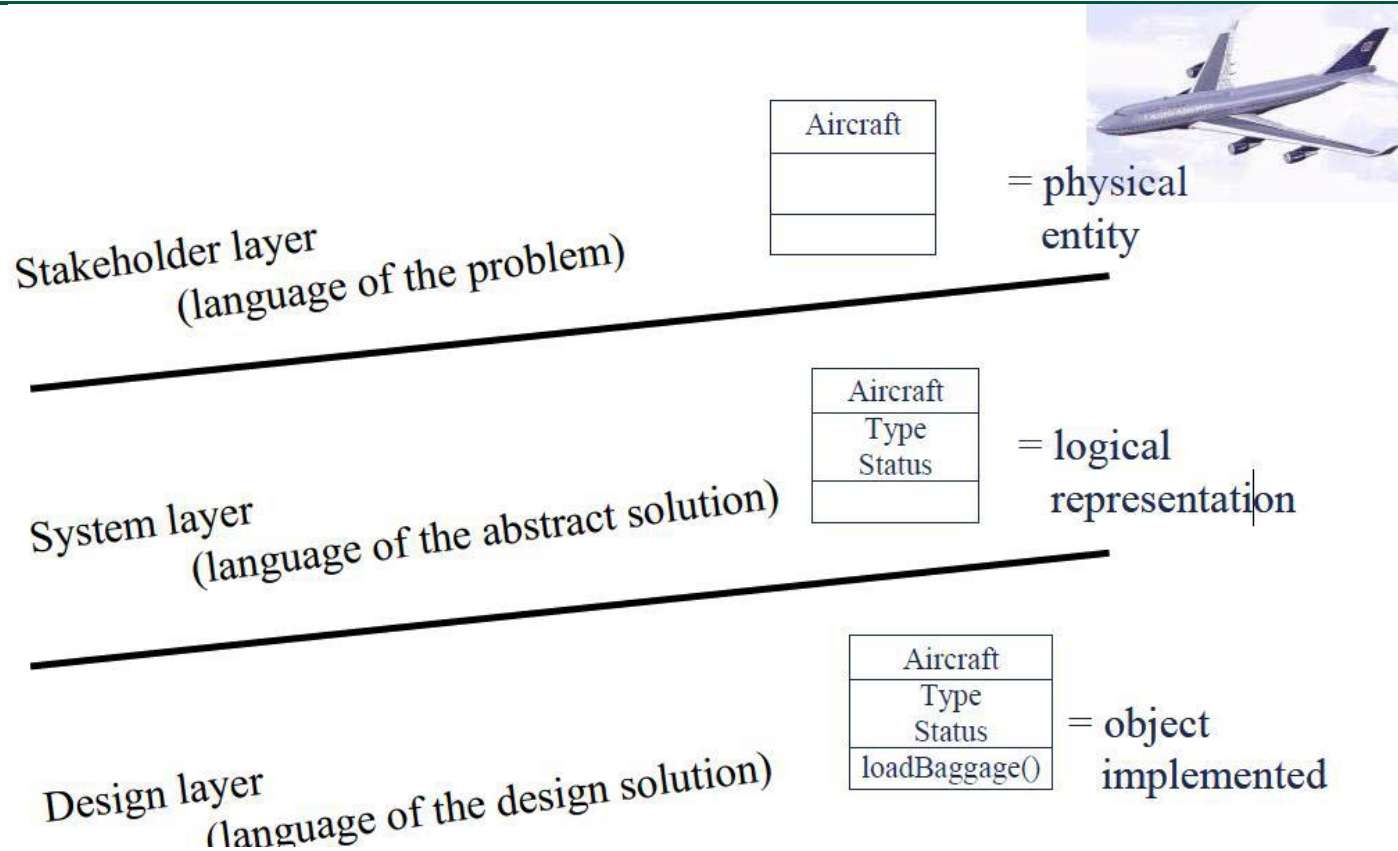 Aircraft
= physical
entity
Stakeholder layer
(language of the problem)
Aircraft
Type
Status
= logical
representation
System layer
(language of the abstract solution)
Aircraft
Type
Status
loadBaggage()
= object
implemented
Design layer
(language of the design solution)